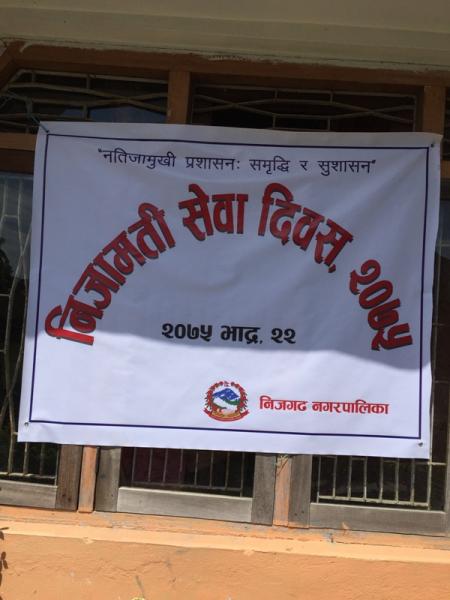 "नतिजामुखी प्रशासनः समृद्धि र सुशासन"
निजामती सेवा दिवस, २०७५
२०७५ भाद्र, २२
निजगढ नगरपालिका